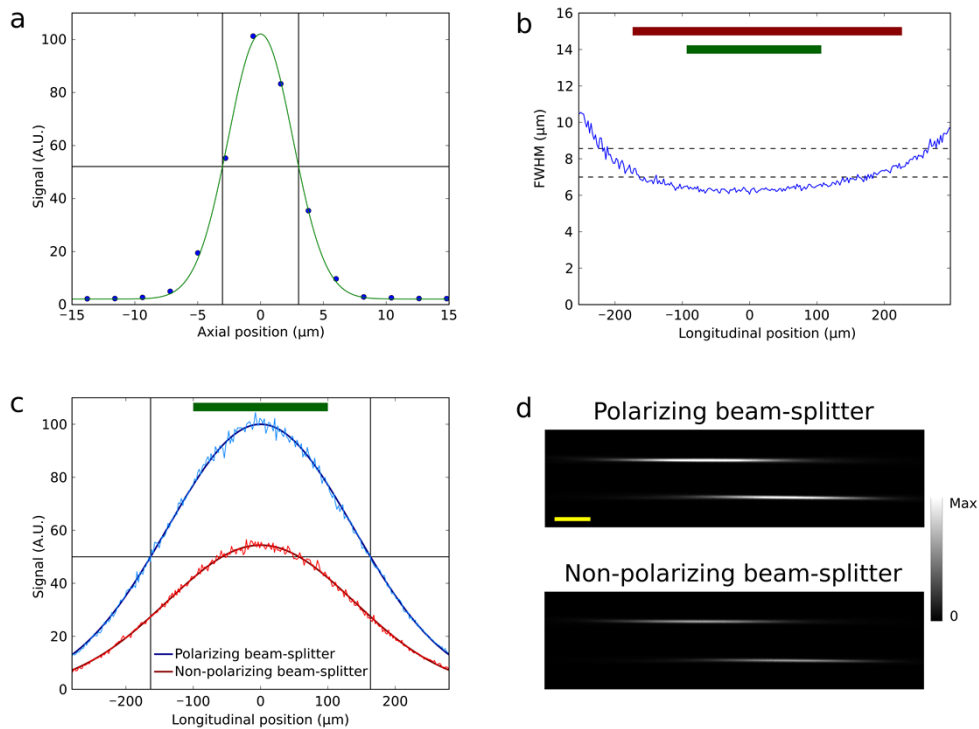 a
100
80
60
40
20
0
Signal (A.U.)
−15
−10
−5
0
5
10
15
Axial position (μm)
b
16
14
12
10
8
6
4
2
0
FWHM (μm)
−200
−100
0
100
200
Longitudinal position (μm)
c
100
80
60
40
20
0
Signal (A.U.)
Polarizing beam-splitter
Non-polarizing beam-splitter
−200
−100
0
100
200
Longitudinal position (μm)
d
Polarizing beam-splitter
Max
Non-polarizing beam-splitter
0